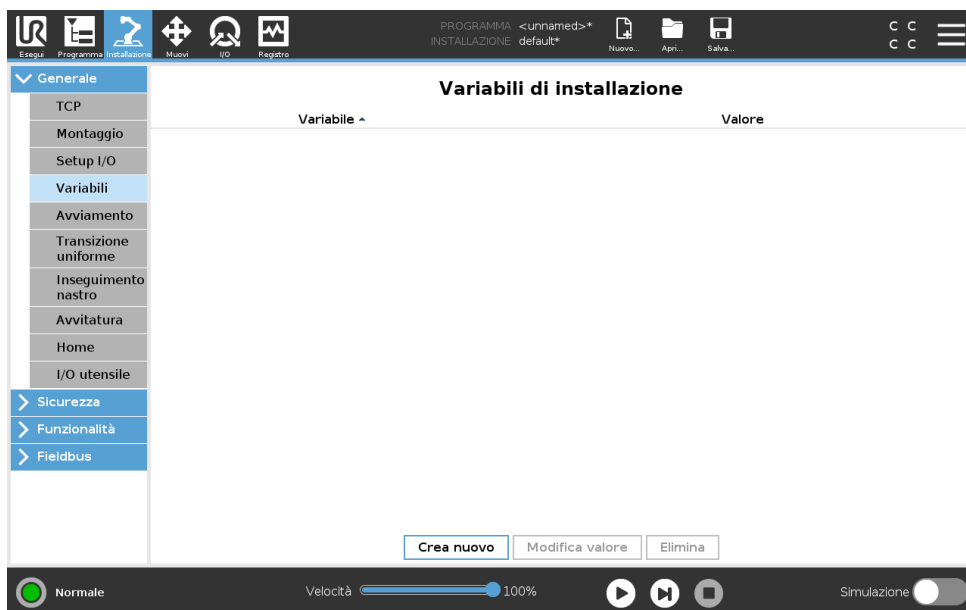 PROGRAMMA <unnamed>*
INSTALLAZIONE default*
Esegui Programma Installazione Muovi I/O Registro Nuovo... Apri... Salva...
C C
C C
Generale
TCP
Montaggio
Setup I/O
Variabili
Avviamento
Transizione
uniforme
Inseguimento
nastro
Avvitatura
Home
I/O utensile
Sicurezza
Funzionalità
Fieldbus
Variabili di installazione
Variabile Valore
Crea nuovo Modifica valore Elimina
Normale Velocità 100% Simulazione